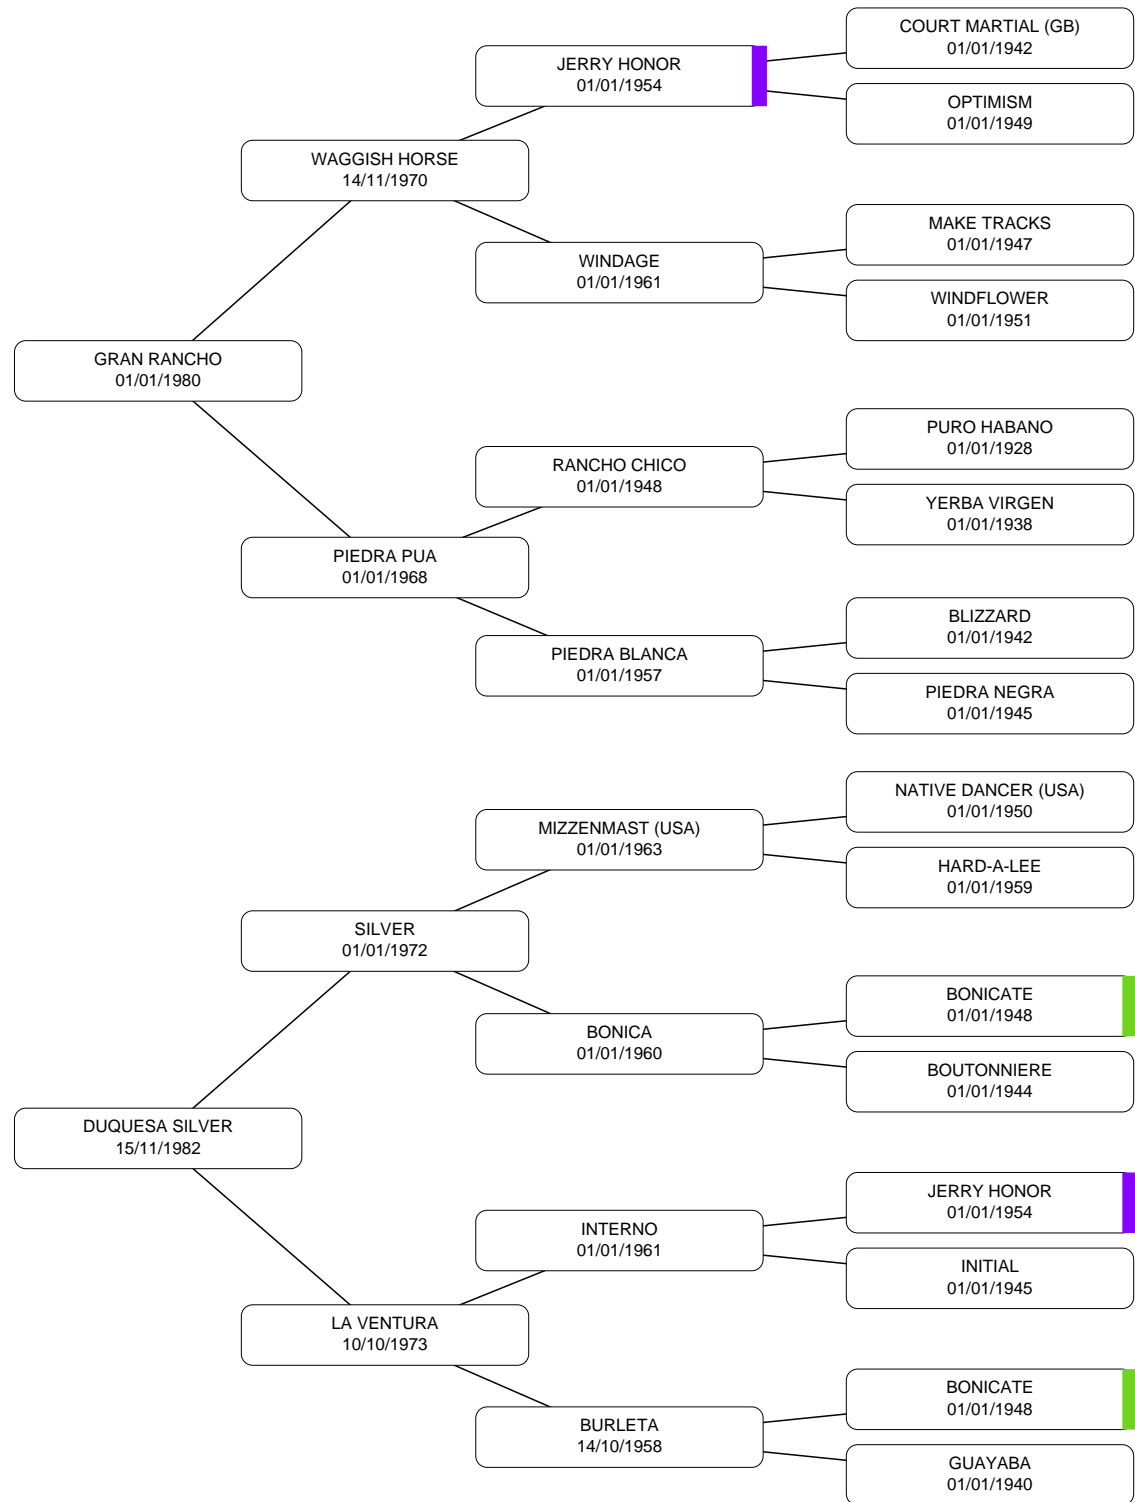 COURT MARTIAL (GB)
01/01/1942
JERRY HONOR
01/01/1954
OPTIMISM
01/01/1949
WAGGISH HORSE
14/11/1970
MAKE TRACKS
01/01/1947
WINDAGE
01/01/1961
WINDFLOWER
01/01/1951
GRAN RANCHO
01/01/1980
PURO HABANO
01/01/1928
RANCHO CHICO
01/01/1948
YERBA VIRGEN
01/01/1938
PIEDRA PUA
01/01/1968
BLIZZARD
01/01/1942
PIEDRA BLANCA
01/01/1957
PIEDRA NEGRA
01/01/1945
NATIVE DANCER (USA)
01/01/1950
MIZZENMAST (USA)
01/01/1963
HARD-A-LEE
01/01/1959
SILVER
01/01/1972
BONICATE
01/01/1948
BONICA
01/01/1960
BOUTONNIERE
01/01/1944
DUQUESA SILVER
15/11/1982
JERRY HONOR
01/01/1954
INTERNO
01/01/1961
INITIAL
01/01/1945
LA VENTURA
10/10/1973
BONICATE
01/01/1948
BURLETA
14/10/1958
GUAYABA
01/01/1940